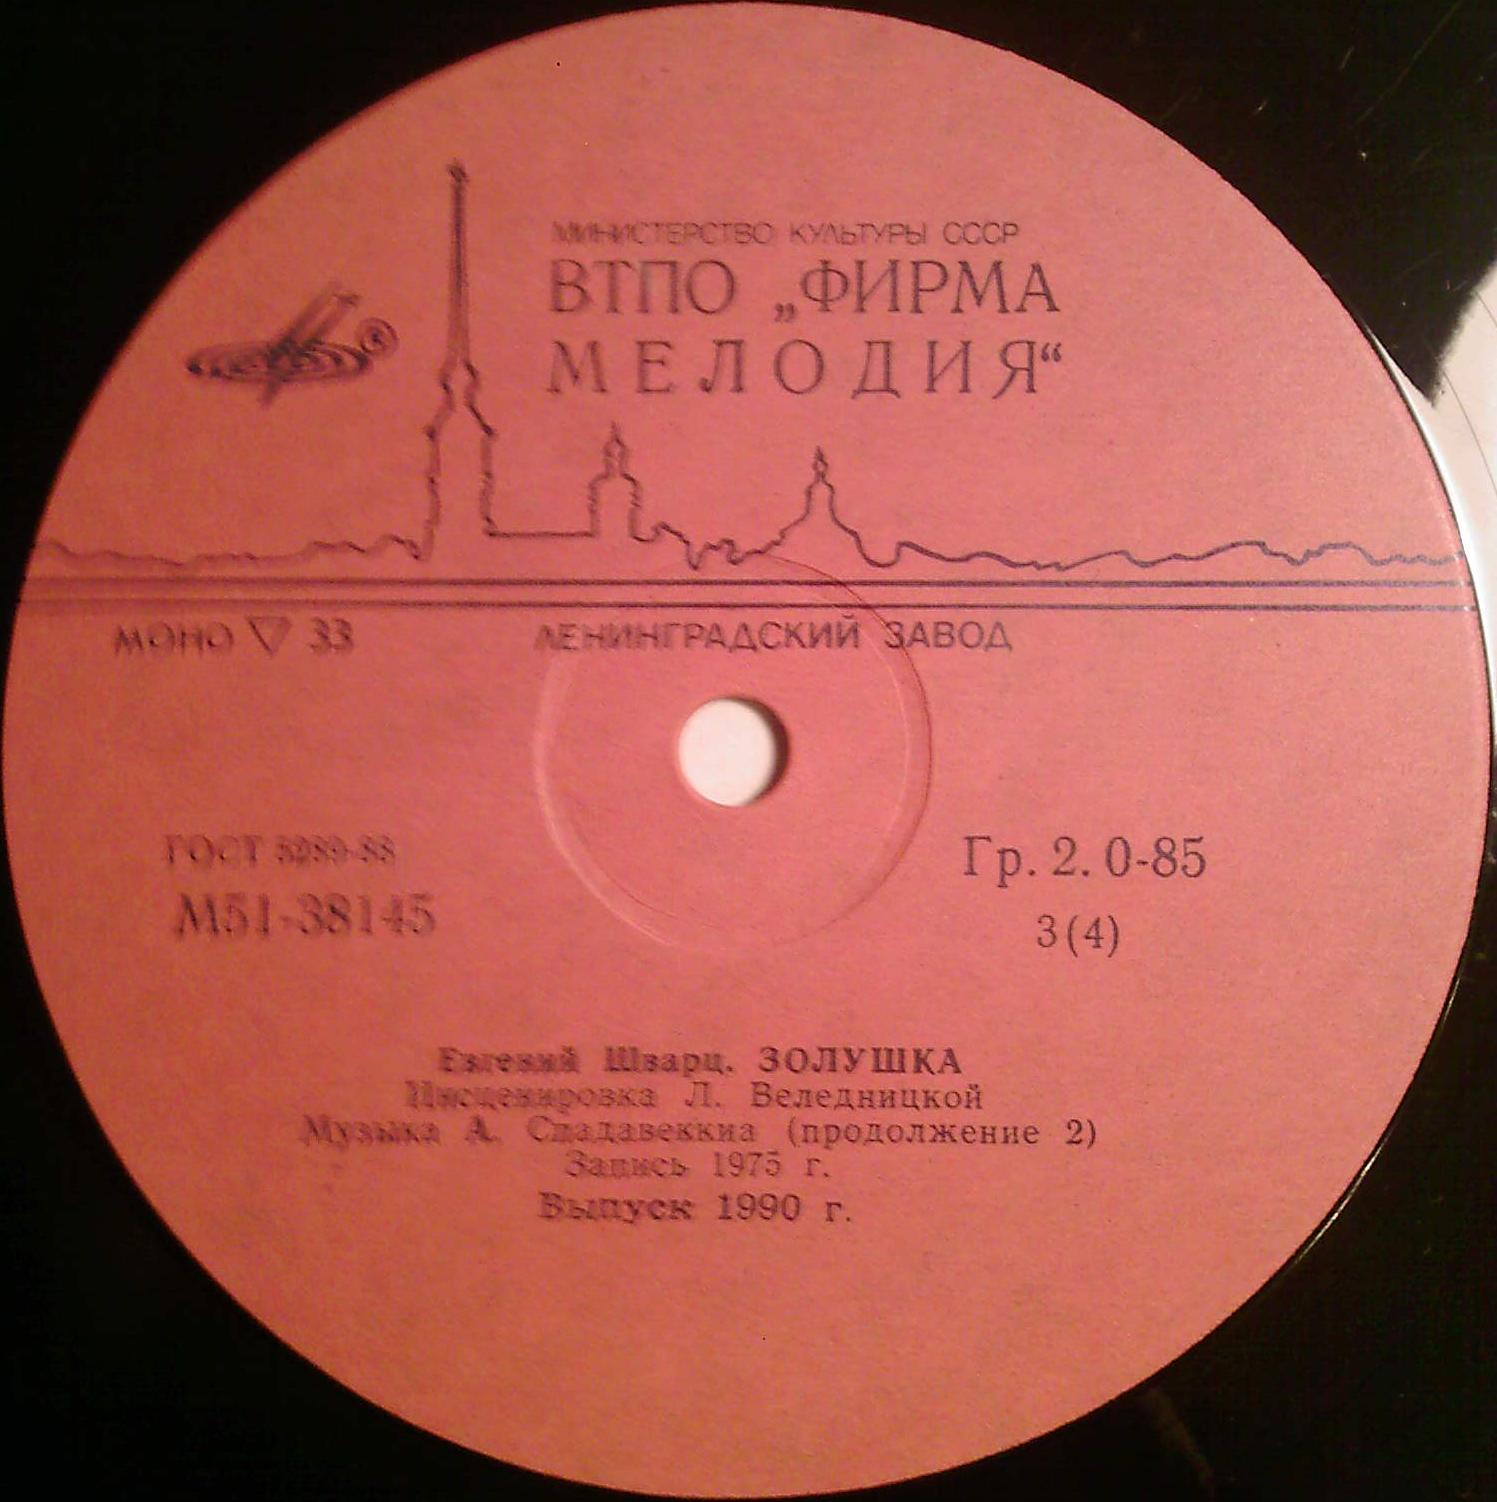 МИНИСТЕРСТВО КУЛЬТУРЫ СССР
ВТПО „ФИРМА
МЕЛОДИЯ“
МОНО ▽ 33
ЛЕНИНГРАДСКИЙ ЗАВОД
ГОСТ 5289-88
М51-38145
Гр. 2. 0-85
3(4)
Евгений Шварц. ЗОЛУШКА
Инсценировка Л. Веледницкой
Музыка А. Спадавеккиа (продолжение 2)
Запись 1975 г.
Выпуск 1990 г.